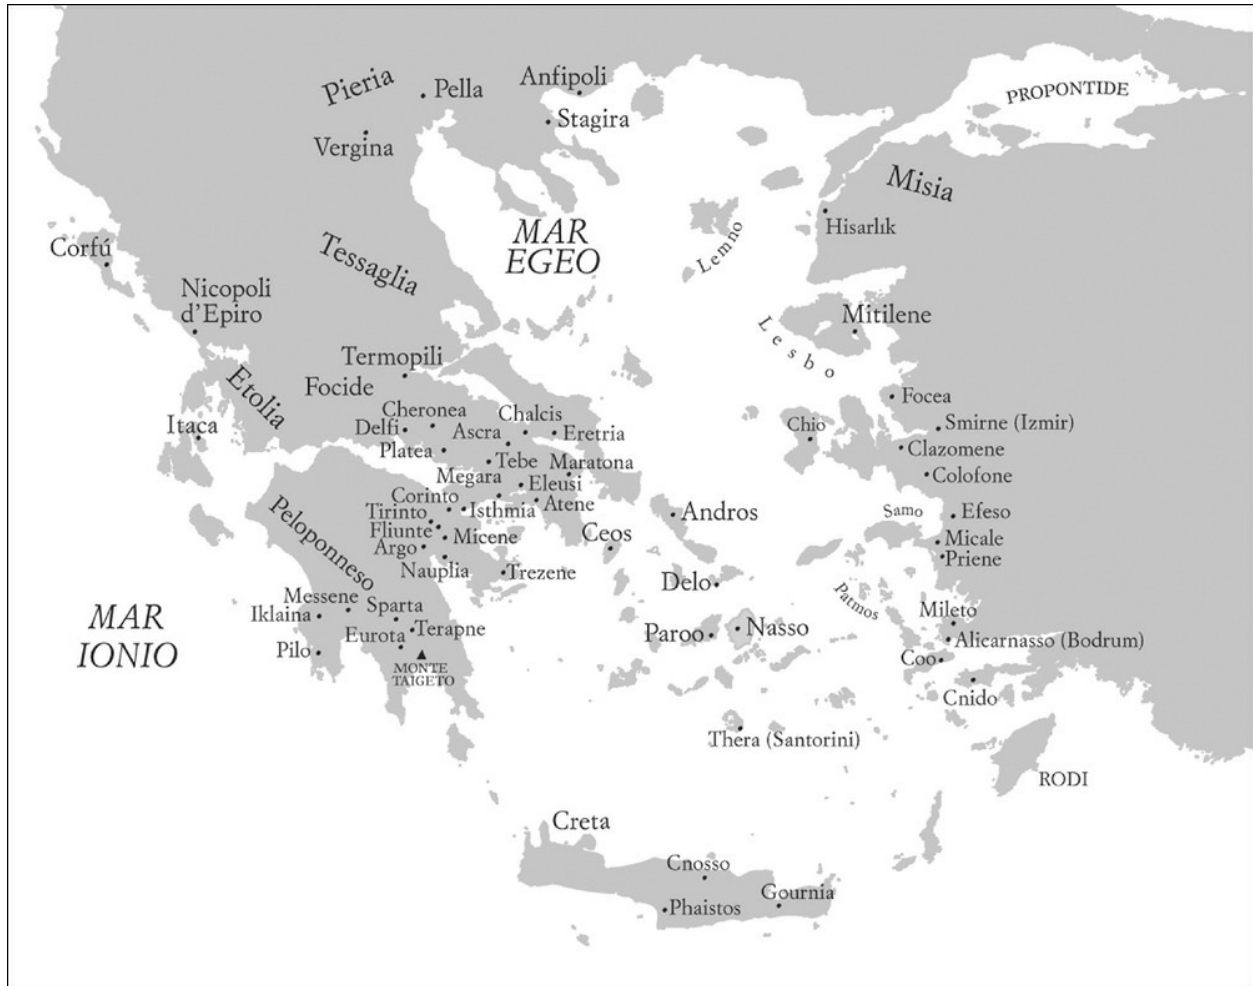 Pieria
Pella
Anfipoli
PROPONTIDE
Stagira
Vergina
Misia
Hisarlık
MAR
EGEO
Lemno
Corfú
Tessaglia
Nicopoli
d'Epiro
Mitilene
Lesbo
Termopili
Focide
Etolia
Focea
Itaca
Cheronea
Chalcis
Delfi
Ascra
Eretria
Chio
Smirne (Izmir)
Platea
Tebe
Maratona
Clazomene
Megara
Eleusi
Colofone
Corinto
Isthmia
Atene
Tirinto
Andros
Samo
Efeso
Fliunte
Micene
Ceos
Micale
Argo
Priene
Peloponneso
Nauplia
Trezene
Delo
Patmos
Messene
Sparta
Mileto
Iklaina
MAR
IONIO
Eurota
Terapne
Paroo
Nasso
Alicarnasso (Bodrum)
Pilo
MONTE
TAIGETO
Coo
Cnido
Thera (Santorini)
RODI
Creta
Cnosso
Gournia
Phaistos